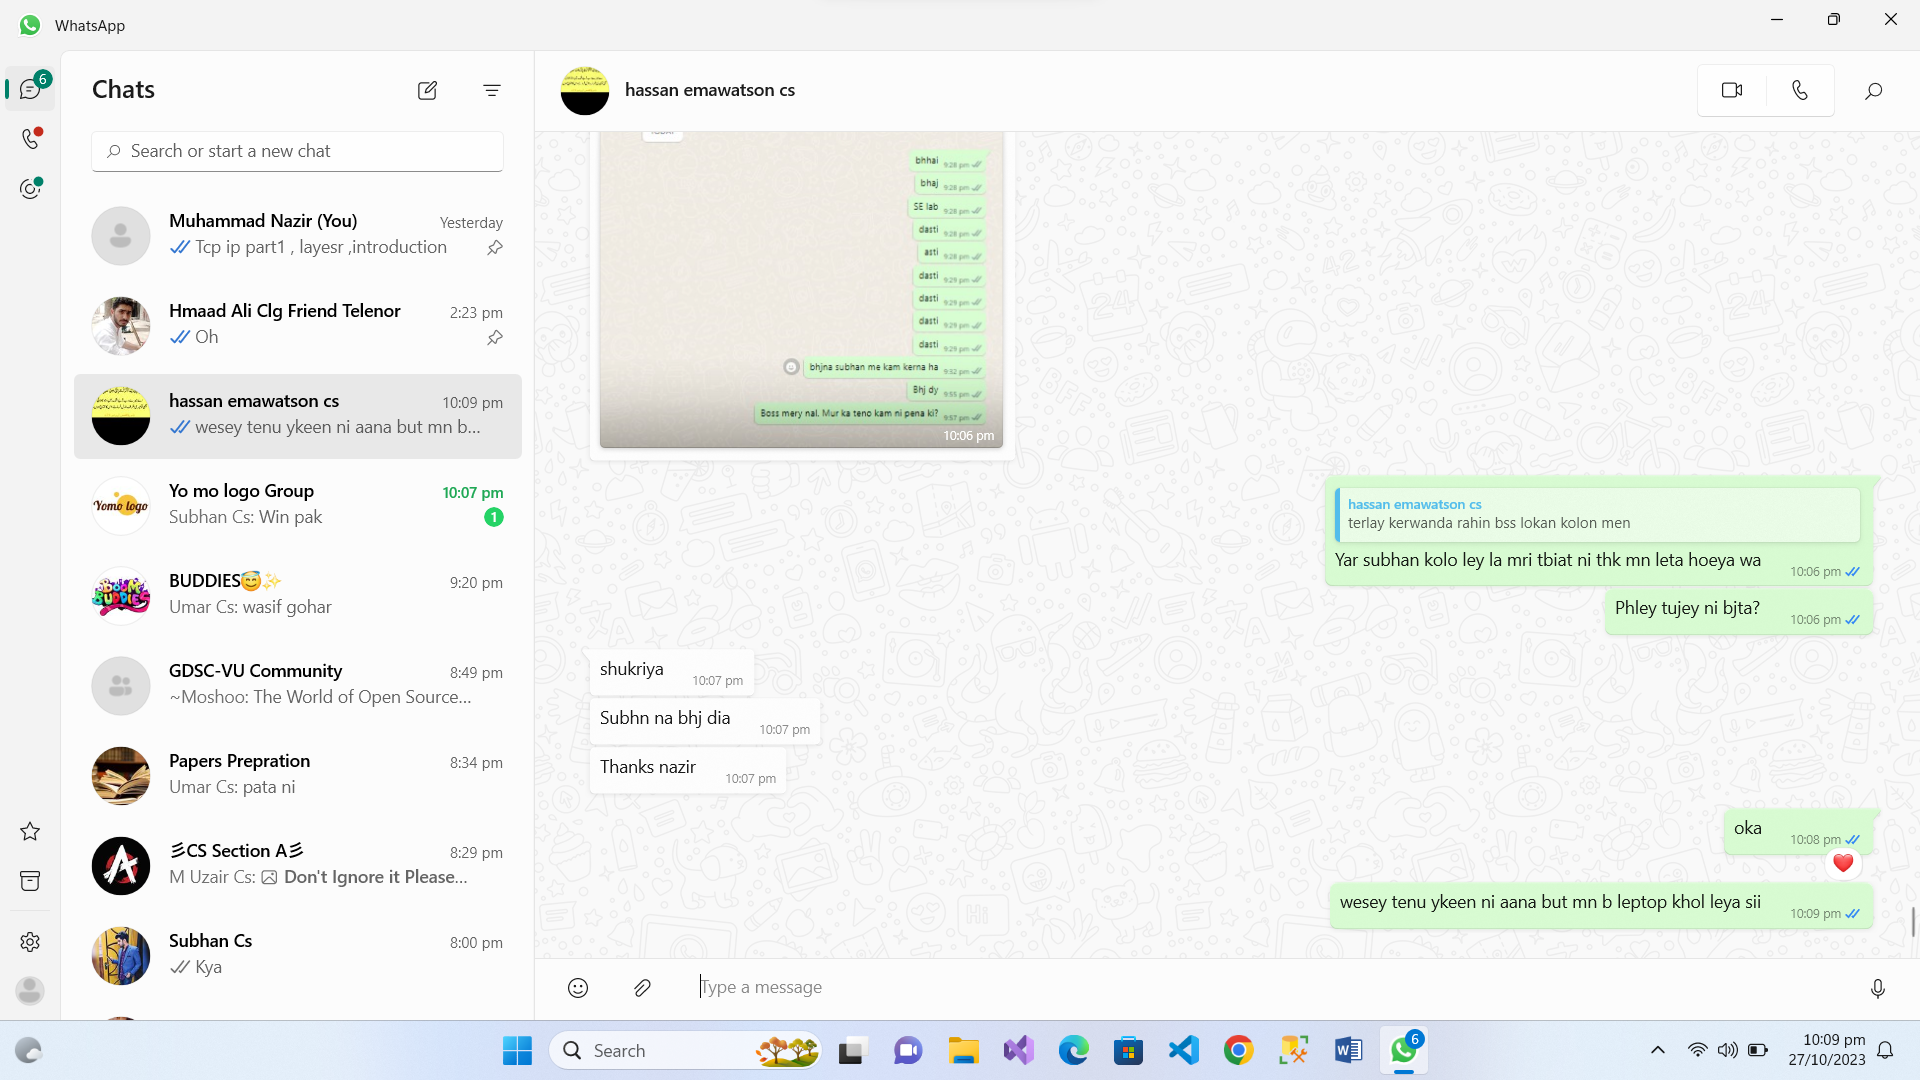 WhatsApp
6
Chats
Search or start a new chat
Muhammad Nazir (You)
Yesterday
Tcp ip part1 , layesr ,introduction
Hmaad Ali Clg Friend Telenor
2:23 pm
Oh
hassan emawatson cs
10:09 pm
wesey tenu ykeen ni aana but mn b...
Yo mo logo Group
10:07 pm
Subhan Cs: Win pak
1
Yomo logo
BUDDIES😇✨
9:20 pm
Umar Cs: wasif gohar
BOOM BUDDIES
GDSC-VU Community
8:49 pm
~Moshoo: The World of Open Source...
Papers Prepration
8:34 pm
Umar Cs: pata ni
彡CS Section A彡
8:29 pm
M Uzair Cs: Don't Ignore it Please...
Subhan Cs
8:00 pm
Kya
hassan emawatson cs
bhhai 9:28 pm
bhaj 9:28 pm
SE lab 9:28 pm
dasti 9:28 pm
asti 9:28 pm
dasti 9:29 pm
dasti 9:29 pm
dasti 9:29 pm
dasti 9:29 pm
bhjna subhan me kam kerna ha 9:32 pm
Bhj dy 9:55 pm
Boss mery nal. Mur ka teno kam ni pena ki? 9:57 pm
10:06 pm
hassan emawatson cs
terlay kerwanda rahin bss lokan kolon men
Yar subhan kolo ley la mri tbiat ni thk mn leta hoeya wa
10:06 pm
Phley tujey ni bjta?
10:06 pm
shukriya
10:07 pm
Subhn na bhj dia
10:07 pm
Thanks nazir
10:07 pm
oka
10:08 pm
❤️
wesey tenu ykeen ni aana but mn b leptop khol leya sii
10:09 pm
Type a message
Search
6
10:09 pm
27/10/2023